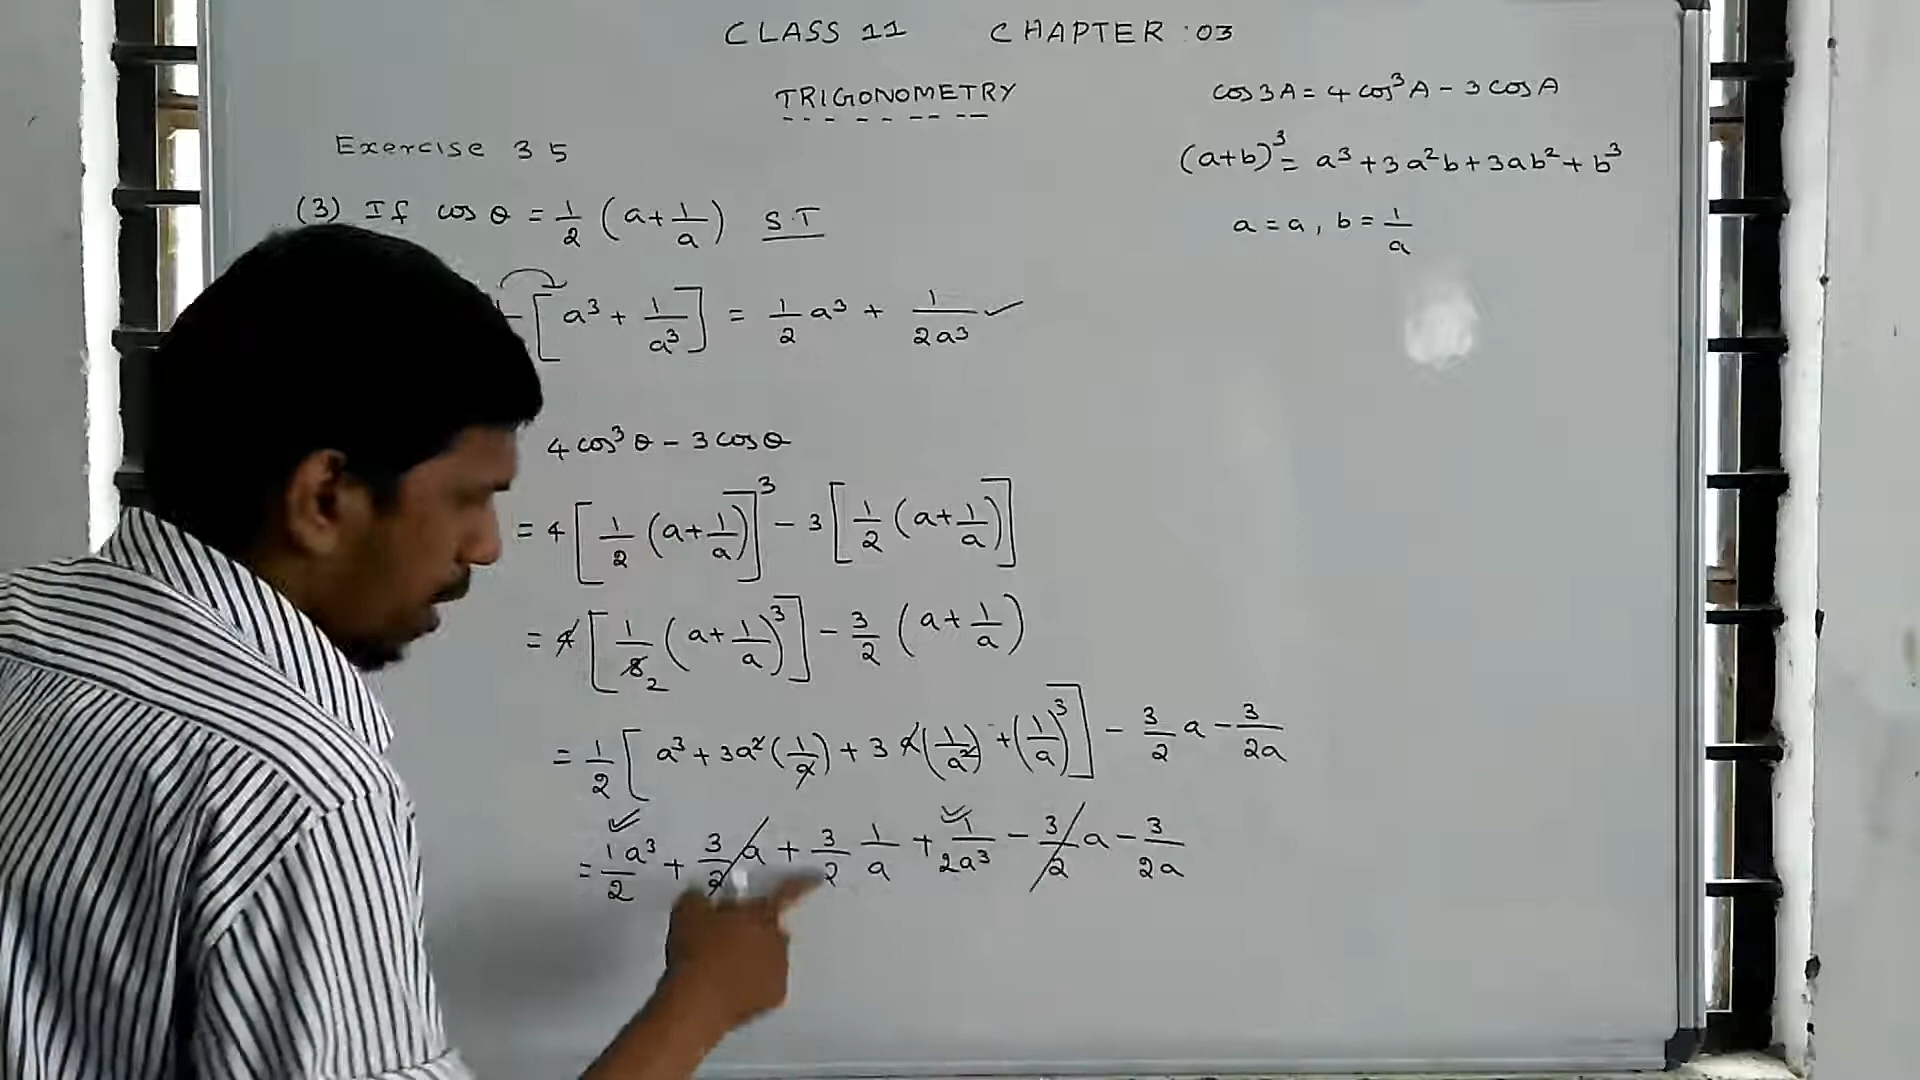 CLASS 11 CHAPTER : 03
TRIGONOMETRY
Exercise 3 5
(3) If cos θ = 1/2 (a + 1/a) S.T
[a³ + 1/a³] = 1/2 a³ + 1/2a³ ✓
4 cos³ θ - 3 cos θ
= 4 [1/2 (a + 1/a)]³ - 3 [1/2 (a + 1/a)]
= 4 [1/8 2 (a + 1/a)³] - 3/2 (a + 1/a)
= 1/2 [a³ + 3a² (1/a) + 3a (1/a²) + (1/a)³] - 3/2 a - 3/2a
= 1/2 a³ + 3/2 a + 3/2 1/a + 1/2a³ - 3/2 a - 3/2a
cos 3A = 4 cos³ A - 3 cos A
(a+b)³ = a³ + 3a²b + 3ab² + b³
a = a, b = 1/a